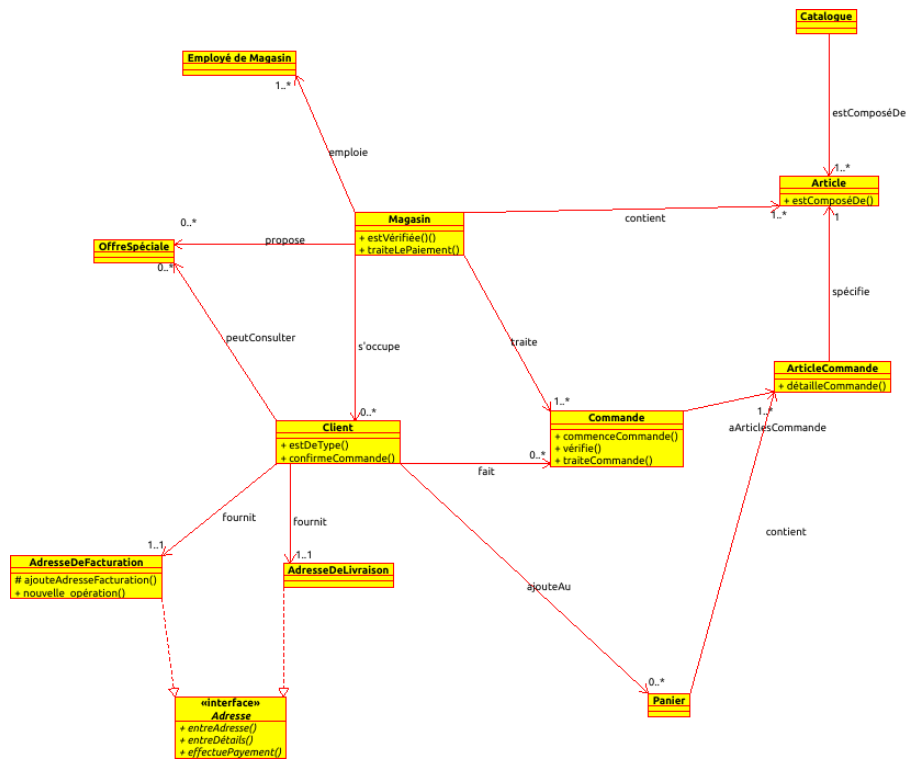 Catalogue
Employé de Magasin
1..*
estComposéDe
emploie
1..*
Article
+ estComposéDe()
Magasin
+ estVérifiée()()
+ traiteLePaiement()
contient
1..*
1
0..*
propose
OffreSpéciale
0..*
spécifie
peutConsulter
s'occupe
traite
ArticleCommande
+ détailleCommande()
1..*
0..*
1..*
Commande
+ commenceCommande()
+ vérifie()
+ traiteCommande()
aArticlesCommande
Client
+ estDeType()
+ confirmeCommande()
0..*
fait
fournit
fournit
contient
1..1
1..1
AdresseDeFacturation
# ajouteAdresseFacturation()
+ nouvelle_opération()
AdresseDeLivraison
ajouteAu
0..*
Panier
«interface»
Adresse
+ entreAdresse()
+ entreDétails()
+ effectuePayement()